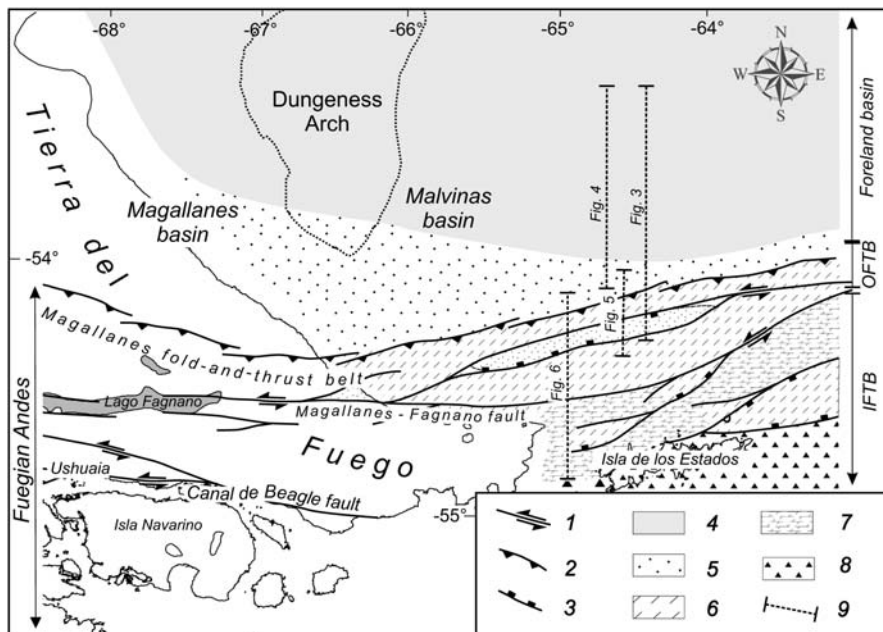 -68°
-67°
-66°
-65°
-64°
N
W E
S
Dungeness
Arch
Tierra del
Fuego
Magallanes
basin
Malvinas
basin
Fig. 4
Fig. 3
Fig. 5
Fig. 6
Foreland basin
OFTB
IFTB
-54°
Magallanes fold-and-thrust belt
Lago Fagnano
Magallanes - Fagnano fault
Fuegian Andes
Ushuaia
Canal de Beagle fault
Isla Navarino
Isla de los Estados
-55°
1
2
3
4
5
6
7
8
9